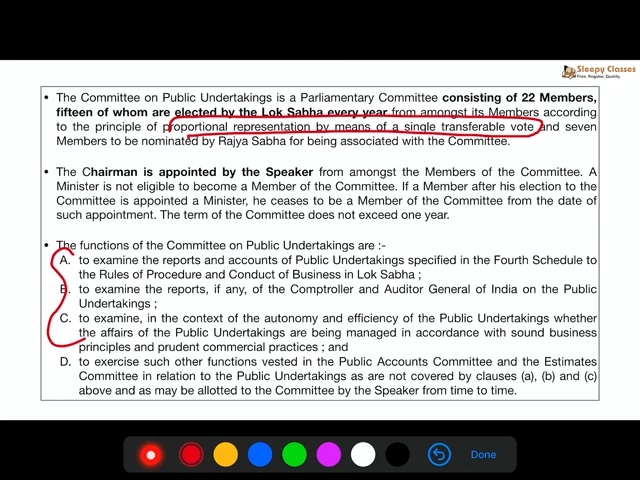 Sleepy Classes
Free. Regular. Quality.
• The Committee on Public Undertakings is a Parliamentary Committee consisting of 22 Members,
fifteen of whom are elected by the Lok Sabha every year from amongst its Members according
to the principle of proportional representation by means of a single transferable vote and seven
Members to be nominated by Rajya Sabha for being associated with the Committee.
• The Chairman is appointed by the Speaker from amongst the Members of the Committee. A
Minister is not eligible to become a Member of the Committee. If a Member after his election to
the Committee is appointed a Minister, he ceases to be a Member of the Committee from the date of
such appointment. The term of the Committee does not exceed one year.
• The functions of the Committee on Public Undertakings are :-
A. to examine the reports and accounts of Public Undertakings specified in the Fourth Schedule to
the Rules of Procedure and Conduct of Business in Lok Sabha ;
B. to examine the reports, if any, of the Comptroller and Auditor General of India on the Public
Undertakings ;
C. to examine, in the context of the autonomy and efficiency of the Public Undertakings whether
the affairs of the Public Undertakings are being managed in accordance with sound business
principles and prudent commercial practices ; and
D. to exercise such other functions vested in the Public Accounts Committee and the Estimates
Committee in relation to the Public Undertakings as are not covered by clauses (a), (b) and (c)
above and as may be allotted to the Committee by the Speaker from time to time.
Done